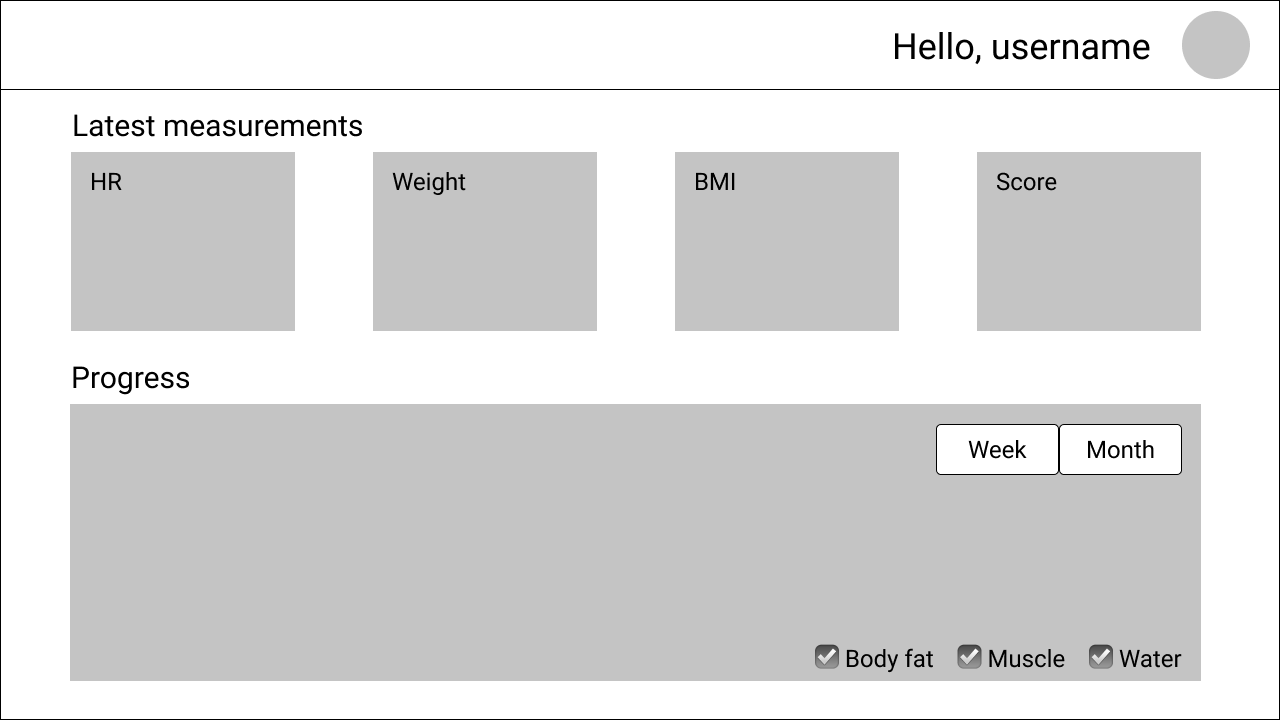 Hello, username
Latest measurements
HR
Weight
BMI
Score
Progress
Week
Month
Body fat
Muscle
Water